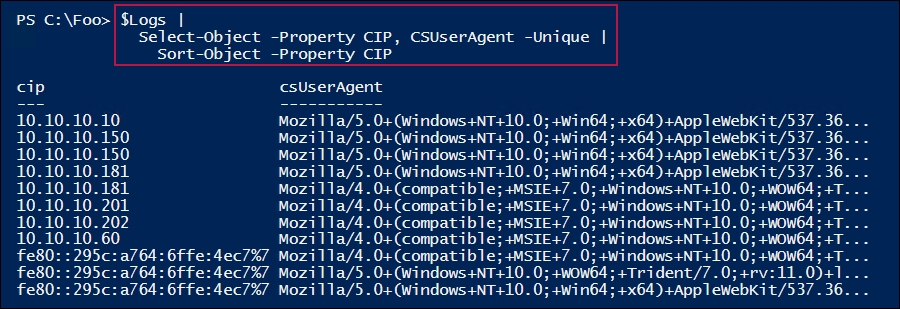 PS C:\Foo> $Logs |
Select-Object -Property CIP, CSUserAgent -Unique |
Sort-Object -Property CIP
cip csUserAgent
--- -----------
10.10.10.10 Mozilla/5.0+(Windows+NT+10.0;+Win64;+x64)+AppleWebKit/537.36...
10.10.10.150 Mozilla/5.0+(Windows+NT+10.0;+Win64;+x64)+AppleWebKit/537.36...
10.10.10.150 Mozilla/5.0+(Windows+NT+10.0;+Win64;+x64)+AppleWebKit/537.36...
10.10.10.181 Mozilla/5.0+(Windows+NT+10.0;+Win64;+x64)+AppleWebKit/537.36...
10.10.10.181 Mozilla/4.0+(compatible;+MSIE+7.0;+Windows+NT+10.0;+WOW64;+T...
10.10.10.201 Mozilla/4.0+(compatible;+MSIE+7.0;+Windows+NT+10.0;+WOW64;+T...
10.10.10.202 Mozilla/4.0+(compatible;+MSIE+7.0;+Windows+NT+10.0;+WOW64;+T...
10.10.10.60 Mozilla/4.0+(compatible;+MSIE+7.0;+Windows+NT+10.0;+WOW64;+T...
fe80::295c:a764:6ffe:4ec7%7 Mozilla/4.0+(compatible;+MSIE+7.0;+Windows+NT+10.0;+WOW64;+T...
fe80::295c:a764:6ffe:4ec7%7 Mozilla/5.0+(Windows+NT+10.0;+WOW64;+Trident/7.0;+rv:11.0)+l...
fe80::295c:a764:6ffe:4ec7%7 Mozilla/5.0+(Windows+NT+10.0;+Win64;+x64)+AppleWebKit/537.36...